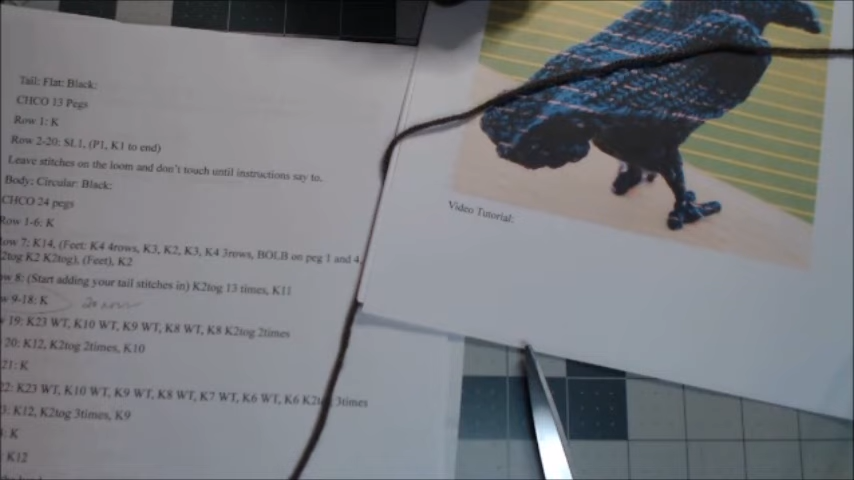 Tail: Flat: Black:
CHCO 13 Pegs
Row 1: K
Row 2-20: SL1, (P1, K1 to end)
Leave stitches on the loom and don't touch until instructions say to.
Body: Circular: Black:
CHCO 24 pegs
Row 1-6: K
Row 7: K14, (Feet: K4 4rows, K3, K2, K3, K4 3rows, BOLB on peg 1 and 4,
2tog K2 K2tog), (Feet), K2
ow 8: (Start adding your tail stitches in) K2tog 13 times, K11
w 9-18: K
19: K23 WT, K10 WT, K9 WT, K8 WT, K8 K2tog 2times
20: K12, K2tog 2times, K10
21: K
22: K23 WT, K10 WT, K9 WT, K8 WT, K7 WT, K6 WT, K6 K2to 3times
3: K12, K2tog 3times, K9
: K
: K12
Video Tutorial: